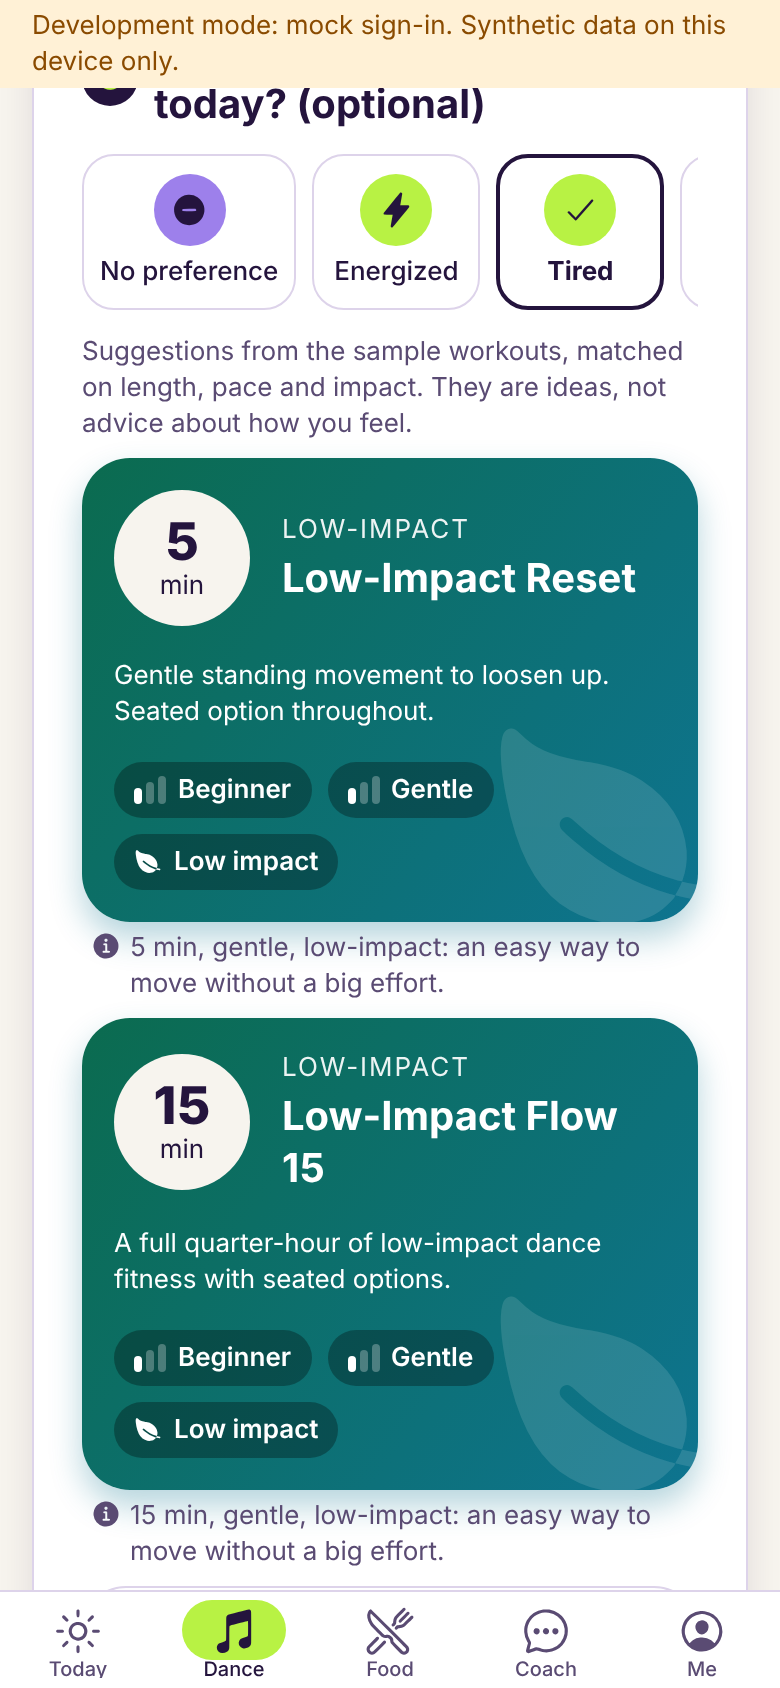 Development mode: mock sign-in. Synthetic data on this
device only.
today? (optional)
No preference
Energized
Tired
Suggestions from the sample workouts, matched
on length, pace and impact. They are ideas, not
advice about how you feel.
5
min
LOW-IMPACT
Low-Impact Reset
Gentle standing movement to loosen up.
Seated option throughout.
Beginner
Gentle
Low impact
5 min, gentle, low-impact: an easy way to
move without a big effort.
15
min
LOW-IMPACT
Low-Impact Flow
15
A full quarter-hour of low-impact dance
fitness with seated options.
Beginner
Gentle
Low impact
15 min, gentle, low-impact: an easy way to
move without a big effort.
Today
Dance
Food
Coach
Me